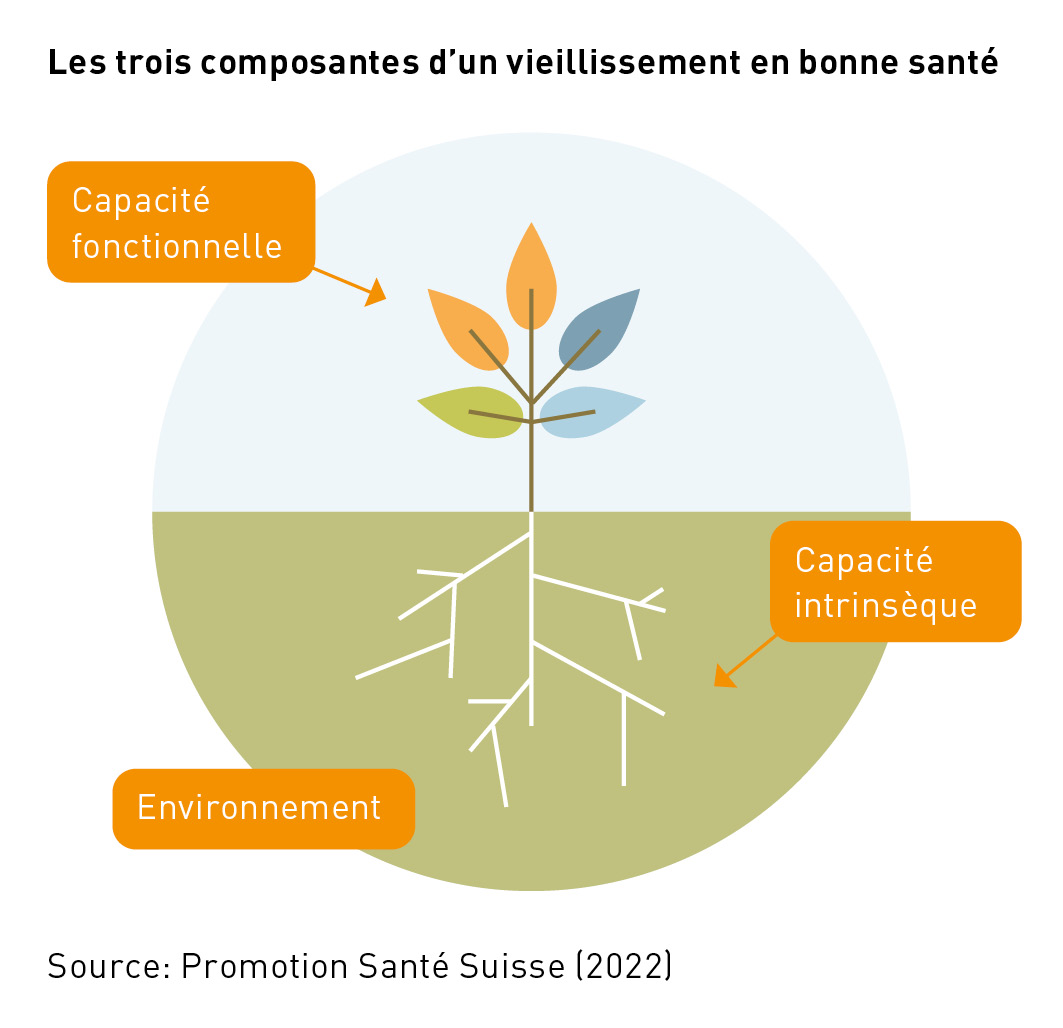 Les trois composantes d’un vieillissement en bonne santé
Capacité
fonctionnelle
Capacité
intrinsèque
Environnement
Source: Promotion Santé Suisse (2022)